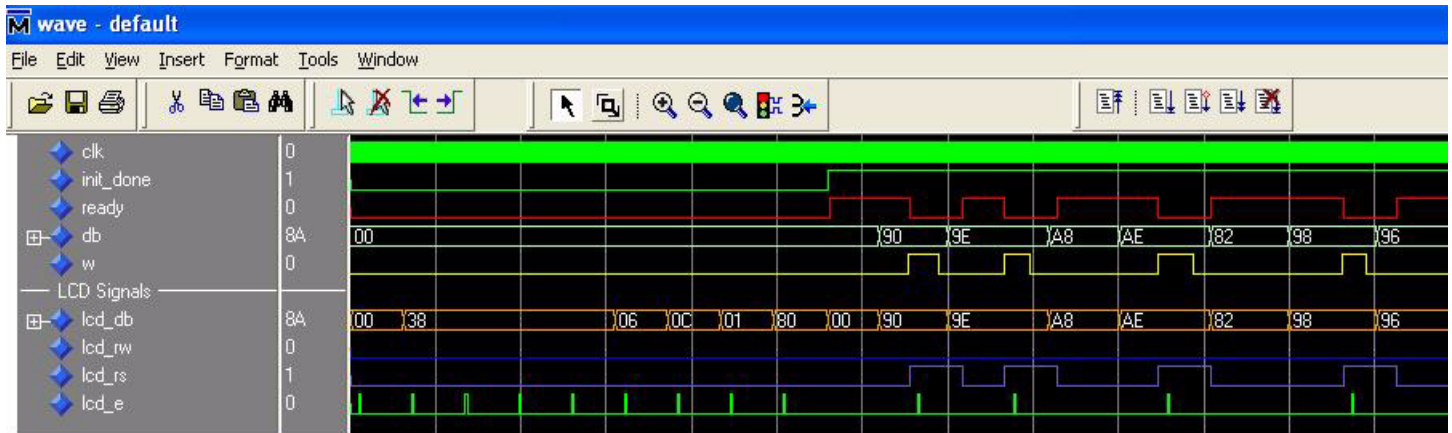 M wave - default
File Edit View Insert Format Tools Window
clk 0
init_done 1
ready 0
db 8A 00 90 9E A8 AE 82 98 96
w 0
LCD Signals
lcd_db 8A 00 38 06 0C 01 80 00 90 9E A8 AE 82 98 96
lcd_rw 0
lcd_rs 1
lcd_e 0